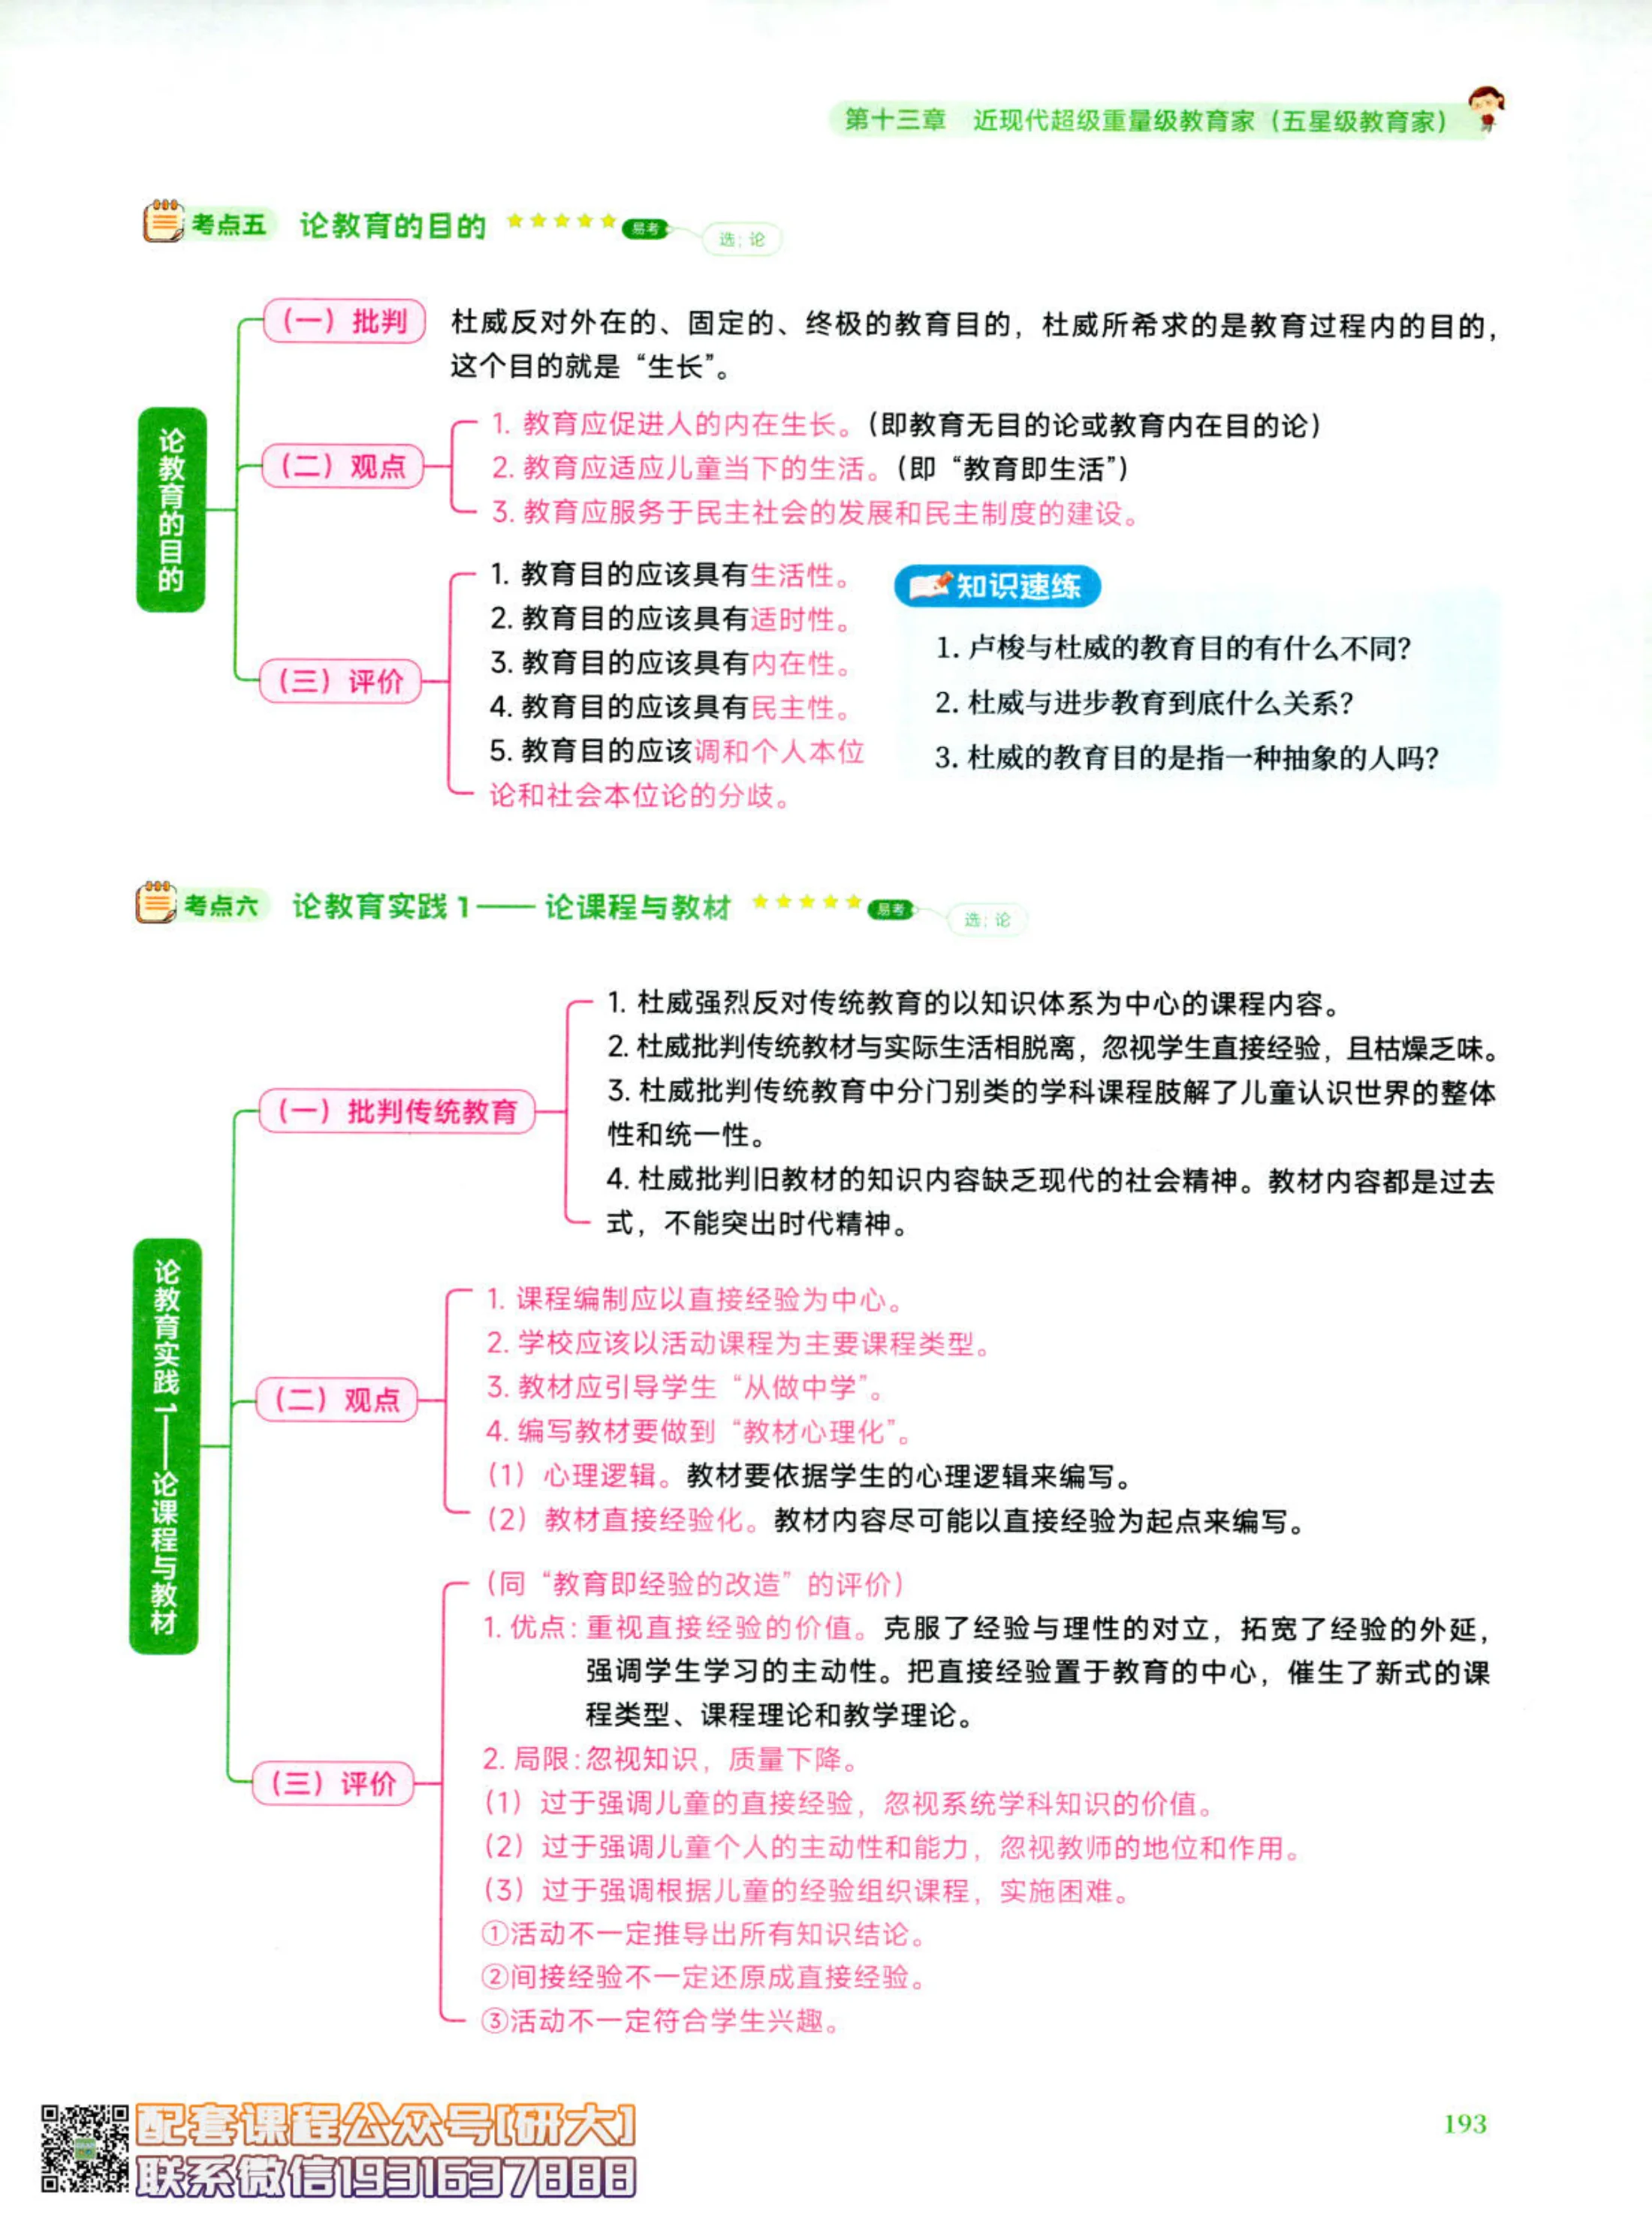 第十三章 近现代超级重量级教育家（五星级教育家）
考点五 论教育的目的 易考 选；论
论教育的目的
（一）批判
杜威反对外在的、固定的、终极的教育目的，杜威所希求的是教育过程内的目的，
这个目的就是“生长”。
（二）观点
1. 教育应促进人的内在生长。（即教育无目的论或教育内在目的论）
2. 教育应适应儿童当下的生活。（即“教育即生活”）
3. 教育应服务于民主社会的发展和民主制度的建设。
（三）评价
1. 教育目的应该具有生活性。
2. 教育目的应该具有适时性。
3. 教育目的应该具有内在性。
4. 教育目的应该具有民主性。
5. 教育目的应该调和个人本位
论和社会本位论的分歧。
知识速练
1. 卢梭与杜威的教育目的有什么不同？
2. 杜威与进步教育到底什么关系？
3. 杜威的教育目的是指一种抽象的人吗？
考点六 论教育实践 1——论课程与教材 易考 选；论
论教育实践1——论课程与教材
（一）批判传统教育
1. 杜威强烈反对传统教育的以知识体系为中心的课程内容。
2. 杜威批判传统教材与实际生活相脱离，忽视学生直接经验，且枯燥乏味。
3. 杜威批判传统教育中分门别类的学科课程肢解了儿童认识世界的整体
性和统一性。
4. 杜威批判旧教材的知识内容缺乏现代的社会精神。教材内容都是过去
式，不能突出时代精神。
（二）观点
1. 课程编制应以直接经验为中心。
2. 学校应该以活动课程为主要课程类型。
3. 教材应引导学生“从做中学”。
4. 编写教材要做到“教材心理化”。
（1）心理逻辑。教材要依据学生的心理逻辑来编写。
（2）教材直接经验化。教材内容尽可能以直接经验为起点来编写。
（三）评价
（同“教育即经验的改造”的评价）
1. 优点：重视直接经验的价值。克服了经验与理性的对立，拓宽了经验的外延，
强调学生学习的主动性。把直接经验置于教育的中心，催生了新式的课
程类型、课程理论和教学理论。
2. 局限：忽视知识，质量下降。
（1）过于强调儿童的直接经验，忽视系统学科知识的价值。
（2）过于强调儿童个人的主动性和能力，忽视教师的地位和作用。
（3）过于强调根据儿童的经验组织课程，实施困难。
①活动不一定推导出所有知识结论。
②间接经验不一定还原成直接经验。
③活动不一定符合学生兴趣。
配套课程公众号[研大]
联系微信1931637888
193